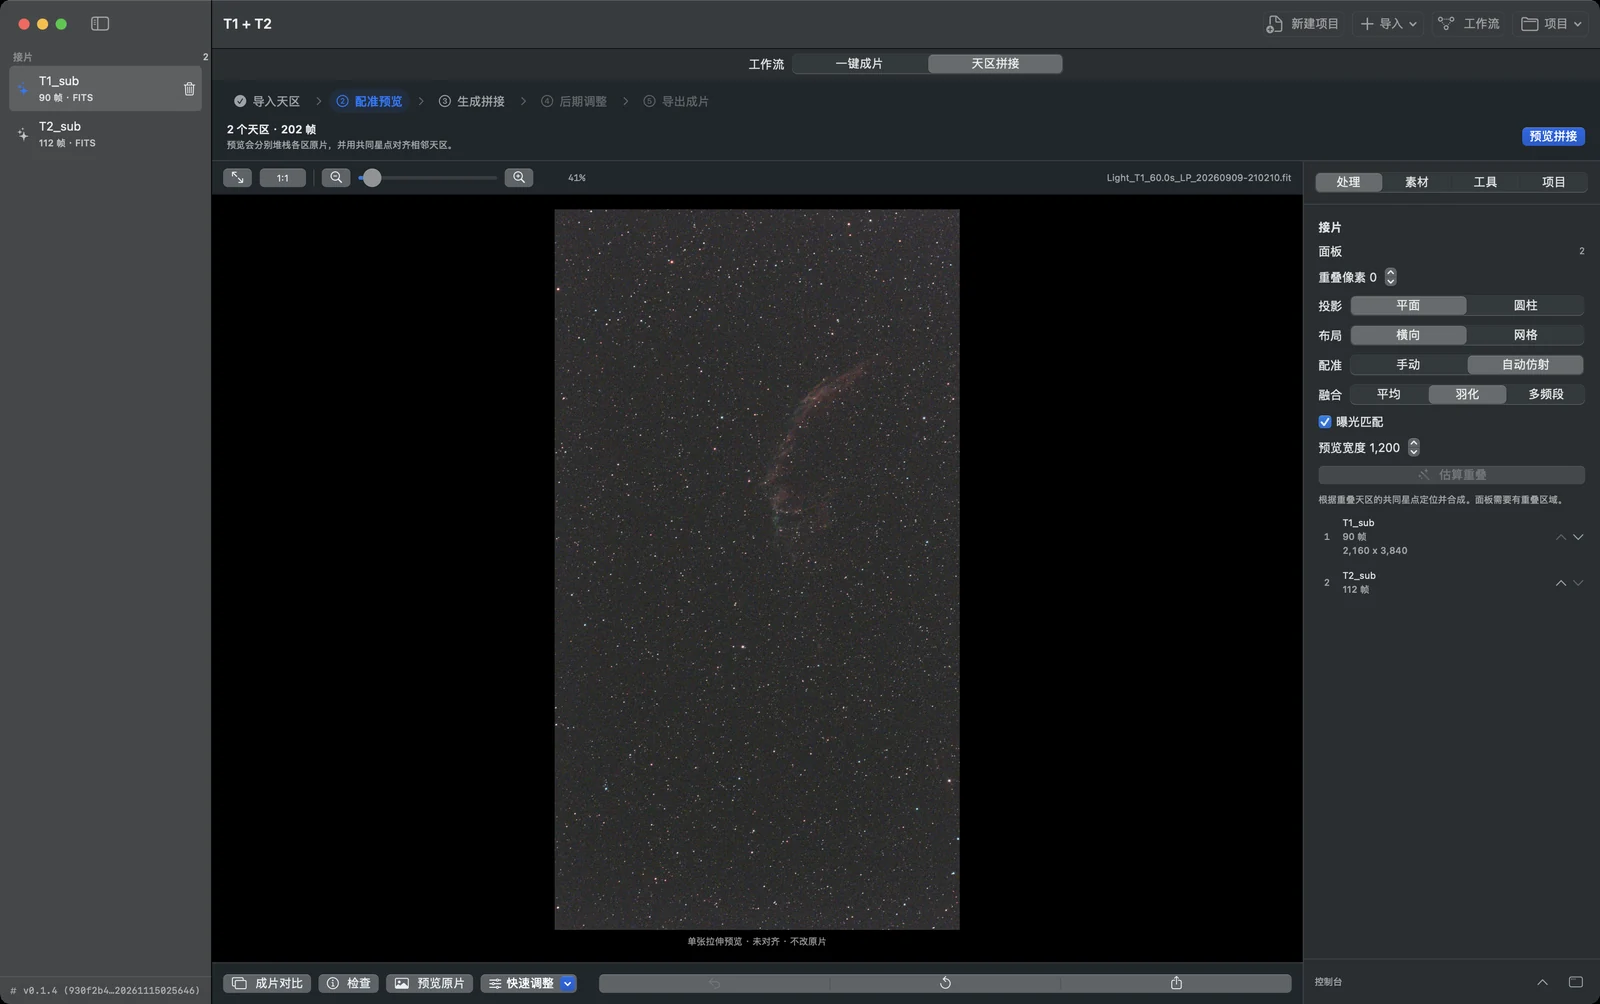 T1 + T2
新建项目
导入
工作流
项目
接片 2
T1_sub
90 帧 · FITS
T2_sub
112 帧 · FITS
工作流 一键成片 天区拼接
导入天区 › ② 配准预览 › ③ 生成拼接 › ④ 后期调整 › ⑤ 导出成片
2 个天区 · 202 帧
预览会分别堆栈各区原片，并用共同星点对齐相邻天区。
预览拼接
1:1
41%
Light_T1_60.0s_LP_20260909-210210.fit
处理 素材 工具 项目
接片
面板 2
重叠像素 0
投影 平面 圆柱
布局 横向 网格
配准 手动 自动仿射
融合 平均 羽化 多频段
曝光匹配
预览宽度 1,200
估算重叠
根据重叠天区的共同星点定位并合成。面板需要有重叠区域。
1 T1_sub
90 帧
2,160 x 3,840
2 T2_sub
112 帧
单张拉伸预览 · 未对齐 · 不改原片
# v0.1.4 (930f2b4…20261115025646)
成片对比 检查 预览原片 快速调整
控制台